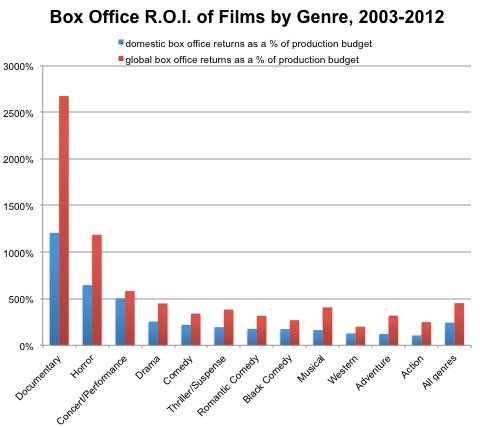 Box Office R.O.I. of Films by Genre, 2003-2012
domestic box office returns as a % of production budget
global box office returns as a % of production budget
3000%
2500%
2000%
1500%
1000%
500%
0%
Documentary
Horror
Concert/Performance
Drama
Comedy
Thriller/Suspense
Romantic Comedy
Black Comedy
Musical
Western
Adventure
Action
All genres